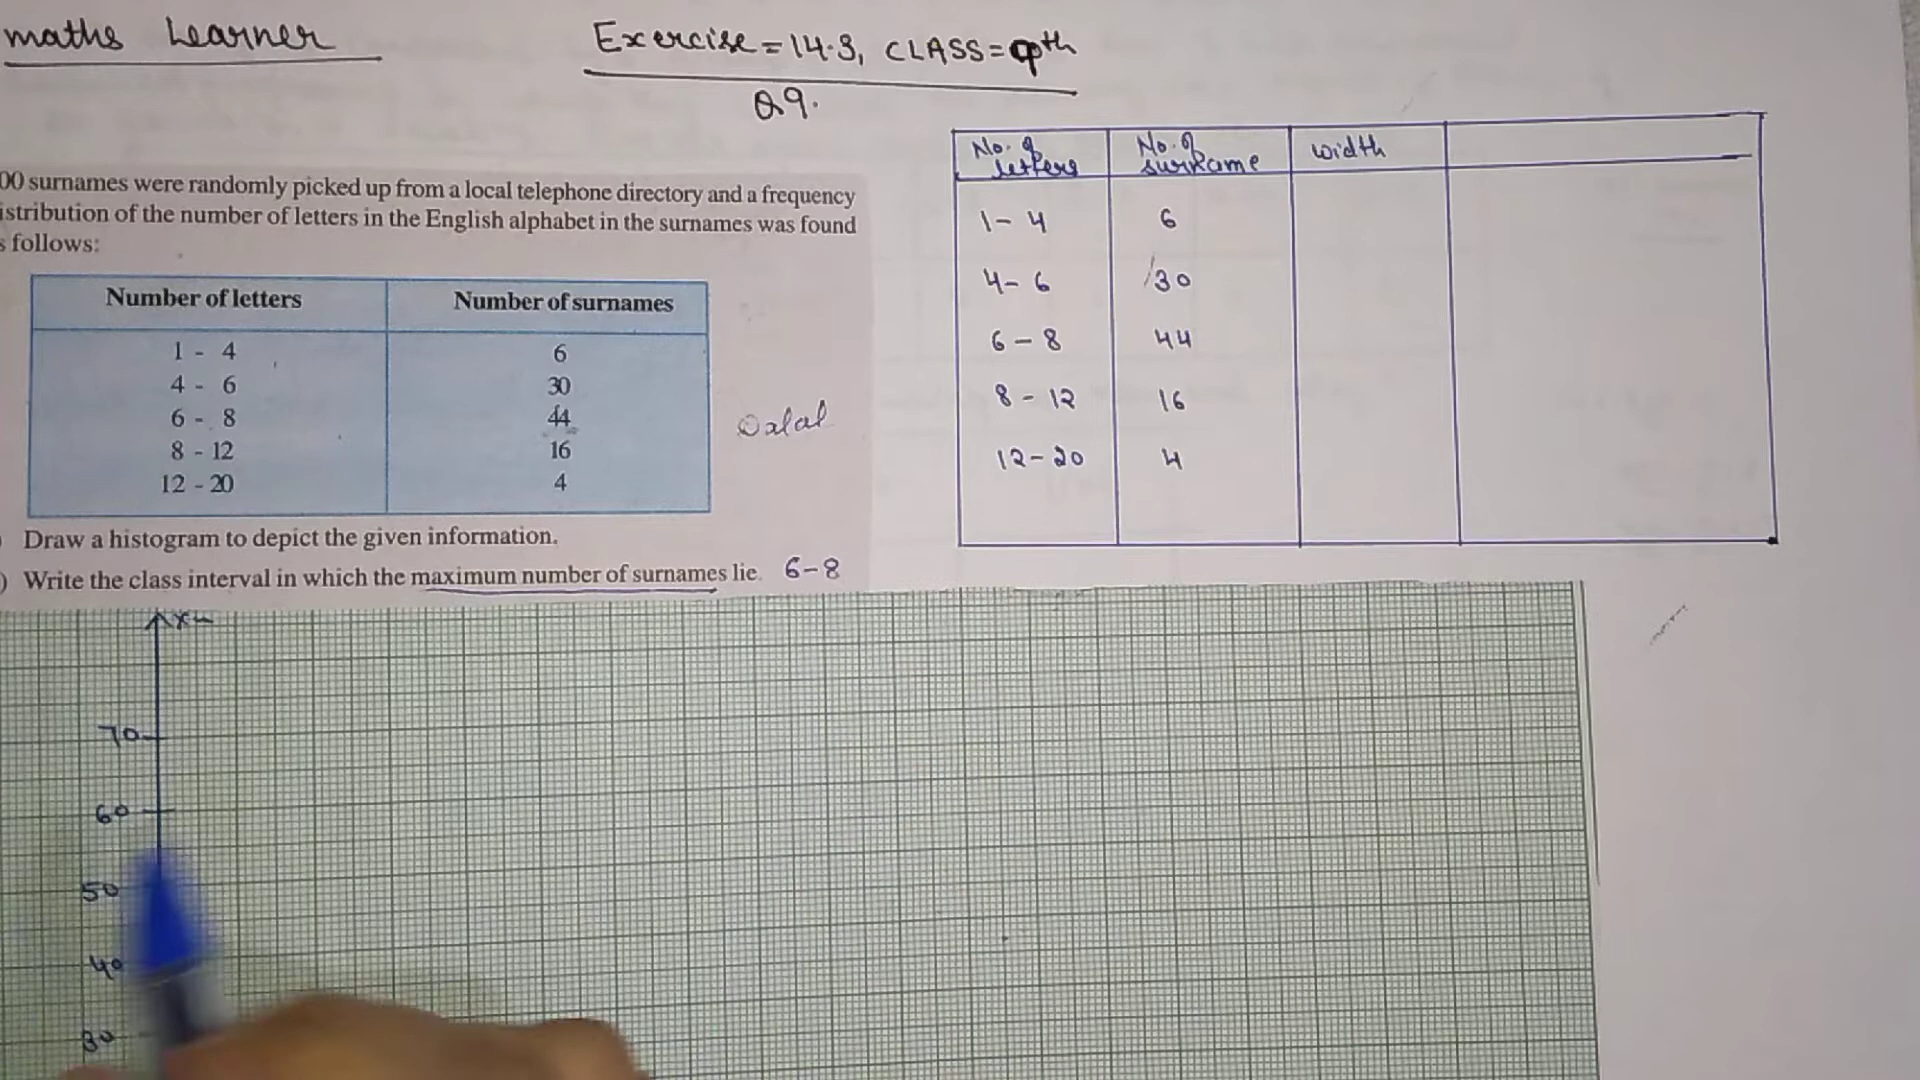 maths Learner
Exercise = 14.3, CLASS = 9th
Q9.
00 surnames were randomly picked up from a local telephone directory and a frequency
istribution of the number of letters in the English alphabet in the surnames was found
s follows:
Number of letters Number of surnames
1 - 4 6
4 - 6 30
6 - 8 44
8 - 12 16
12 - 20 4
) Draw a histogram to depict the given information.
) Write the class interval in which the maximum number of surnames lie. 6-8
No. of letters No. of surname width
1 - 4 6
4 - 6 30
6 - 8 44
8 - 12 16
12 - 20 4
70
60
50
40
30